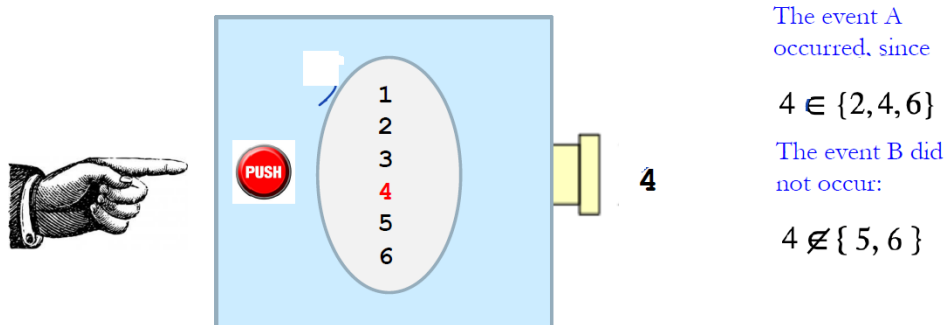 PUSH
1
2
3
4
5
6
4
The event A
occurred, since
4 ∈ {2,4,6}
The event B did
not occur:
4 ∉ { 5, 6 }